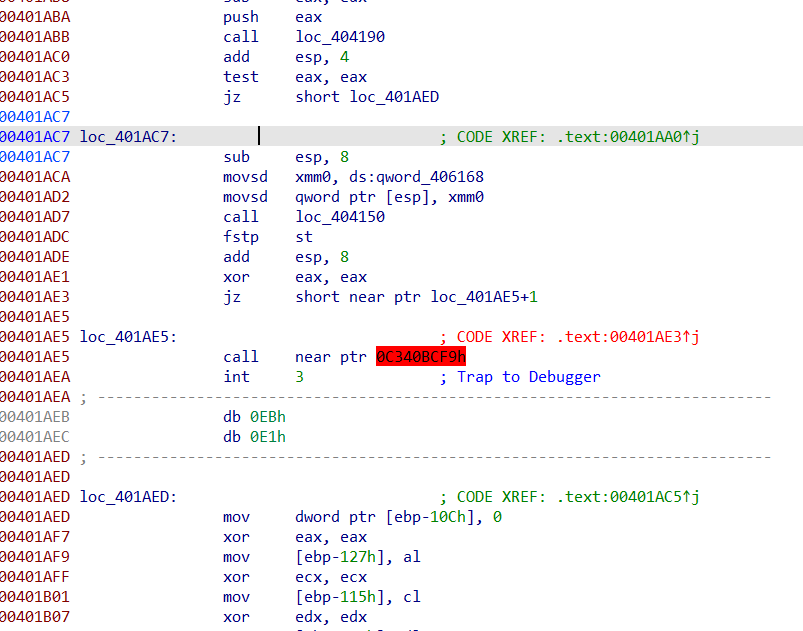 00401ABA push eax
00401ABB call loc_404190
00401AC0 add esp, 4
00401AC3 test eax, eax
00401AC5 jz short loc_401AED
00401AC7
00401AC7 loc_401AC7: ; CODE XREF: .text:00401AA0↑j
00401AC7 sub esp, 8
00401ACA movsd xmm0, ds:qword_406168
00401AD2 movsd qword ptr [esp], xmm0
00401AD7 call loc_404150
00401ADC fstp st
00401ADE add esp, 8
00401AE1 xor eax, eax
00401AE3 jz short near ptr loc_401AE5+1
00401AE5
00401AE5 loc_401AE5: ; CODE XREF: .text:00401AE3↑j
00401AE5 call near ptr 0C340BCF9h
00401AEA int 3 ; Trap to Debugger
00401AEA ; ---------------------------------------------------------------------------
00401AEB db 0EBh
00401AEC db 0E1h
00401AED ; ---------------------------------------------------------------------------
00401AED
00401AED loc_401AED: ; CODE XREF: .text:00401AC5↑j
00401AED mov dword ptr [ebp-10Ch], 0
00401AF7 xor eax, eax
00401AF9 mov [ebp-127h], al
00401AFF xor ecx, ecx
00401B01 mov [ebp-115h], cl
00401B07 xor edx, edx